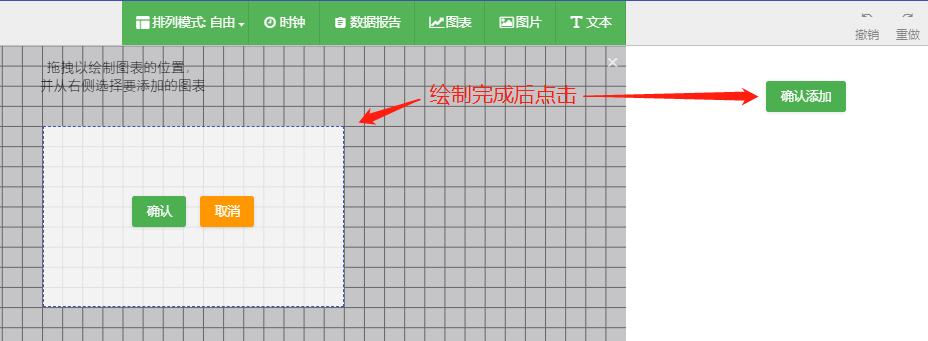 排列模式: 自由 时钟 数据报告 图表 图片 文本
撤销 重做
拖拽以绘制图表的位置，
并从右侧选择要添加的图表
绘制完成后点击
确认添加
确认 取消